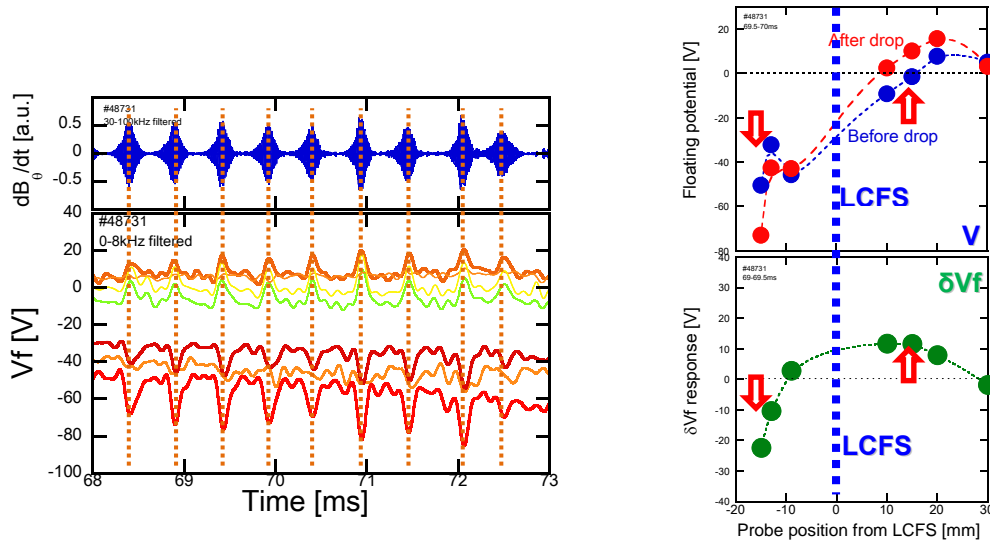 #48731
30-100kHz filtered
dBθ/dt [a.u.]
0.5
0
-0.5
#48731
0-8kHz filtered
Vf [V]
40
20
0
-20
-40
-60
-80
-100
68
69
70
71
72
73
Time [ms]
#48731
69.5-70ms
After drop
Before drop
LCFS
V
Floating potential [V]
20
0
-20
-40
-60
-80
#48731
69-69.5ms
δVf
LCFS
δVf response [V]
40
30
20
10
0
-10
-20
-30
-40
-20
-10
0
10
20
30
Probe position from LCFS [mm]